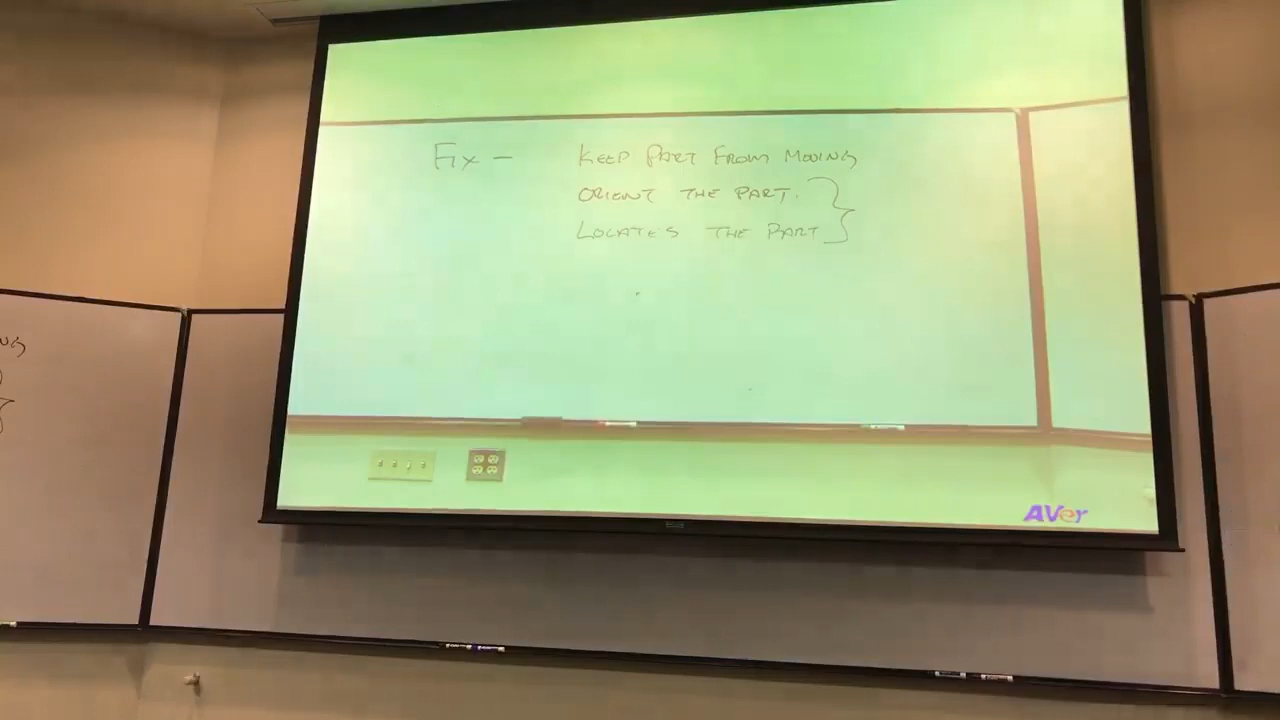 FIX – KEEP PART FROM MOVING
ORIENT THE PART.
LOCATES THE PART
AVer